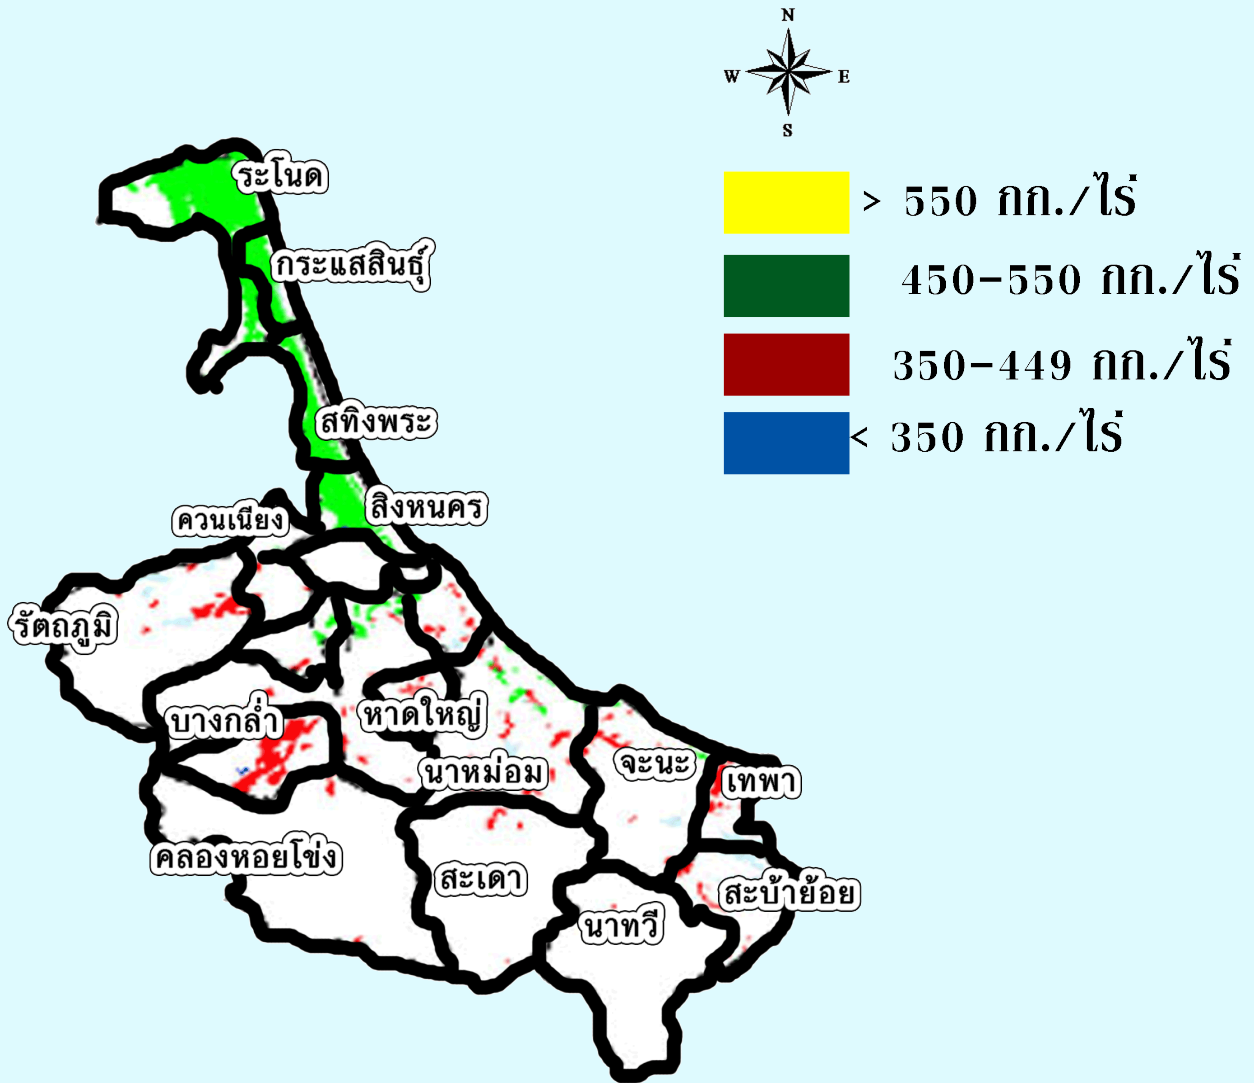 N
W E
S
> 550 กก./ไร่
450-550 กก./ไร่
350-449 กก./ไร่
< 350 กก./ไร่
ระโนด
กระแสสินธุ์
สทิงพระ
สิงหนคร
ควนเนียง
รัตถภูมิ
บางกล่ำ
หาดใหญ่
นาหม่อม
จะนะ
เทพา
คลองหอยโข่ง
สะเดา
สะบ้าย้อย
นาทวี